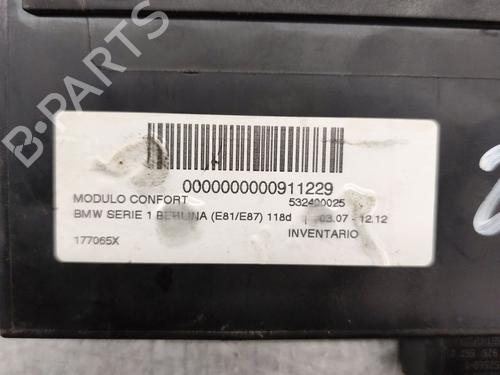 B-PARTS
0000000000911229
MODULO CONFORT 532400025
BMW SERIE 1 BERLINA (E81/E87) 118d | 03.07 - 12.12
177065X INVENTARIO